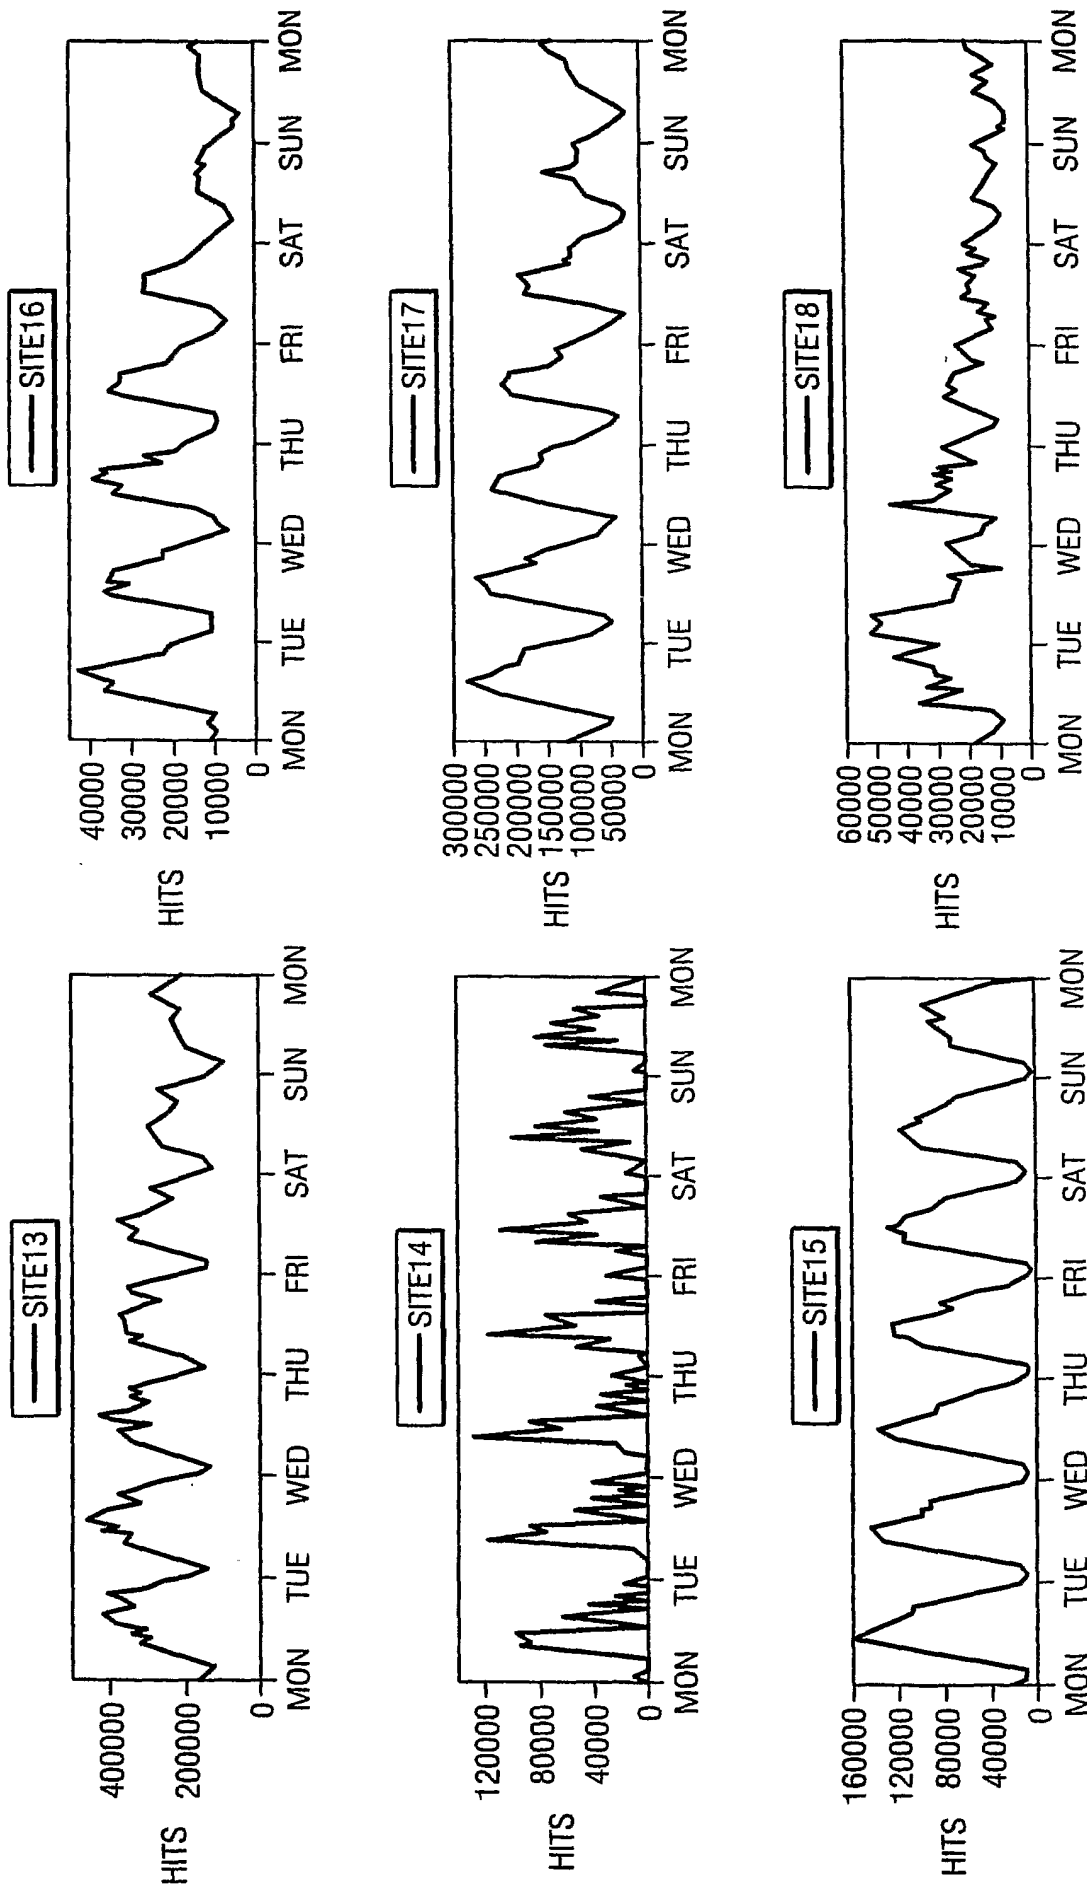 SITE13
HITS
400000
200000
0
MON TUE WED THU FRI SAT SUN MON
SITE14
HITS
120000
80000
40000
0
MON TUE WED THU FRI SAT SUN MON
SITE15
HITS
160000
120000
80000
40000
0
MON TUE WED THU FRI SAT SUN MON
SITE16
HITS
40000
30000
20000
10000
0
MON TUE WED THU FRI SAT SUN MON
SITE17
HITS
300000
250000
200000
150000
100000
50000
0
MON TUE WED THU FRI SAT SUN MON
SITE18
HITS
60000
50000
40000
30000
20000
10000
0
MON TUE WED THU FRI SAT SUN MON